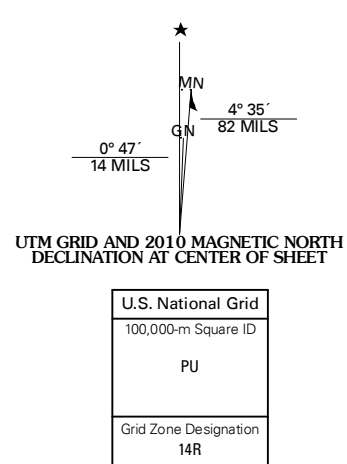 ★
MN
4° 35´
82 MILS
GN
0° 47´
14 MILS
UTM GRID AND 2010 MAGNETIC NORTH
DECLINATION AT CENTER OF SHEET
U.S. National Grid
100,000-m Square ID
PU
Grid Zone Designation
14R